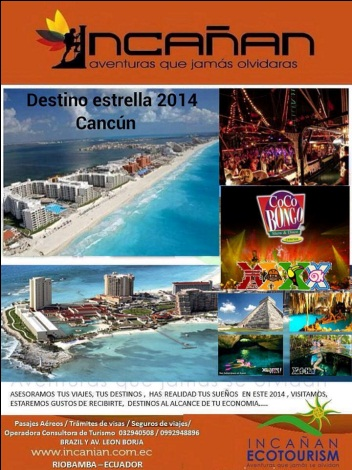 INCAÑAN
aventuras que jamás olvidaras
Destino estrella 2014
Cancún
COCO
BONGO
Show & Disco
ASESORAMOS TUS VIAJES, TUS DESTINOS , HAS REALIDAD TUS SUEÑOS EN ESTE 2014 , VISITAMOS,
ESTAREMOS GUSTOS DE RECIBIRTE, DESTINOS AL ALCANCE DE TU ECONOMIA,....
Pasajes Aéreos / Trámites de visas / Seguros de viajes/
Operadora Consultora de Turismo 032940508 / 0992948896
BRAZIL Y AV. LEON BORJA
www.incanian.com.ec
RIOBAMBA – ECUADOR
INCAÑAN
ECOTOURISM
Aventuras que jamas se olvidan